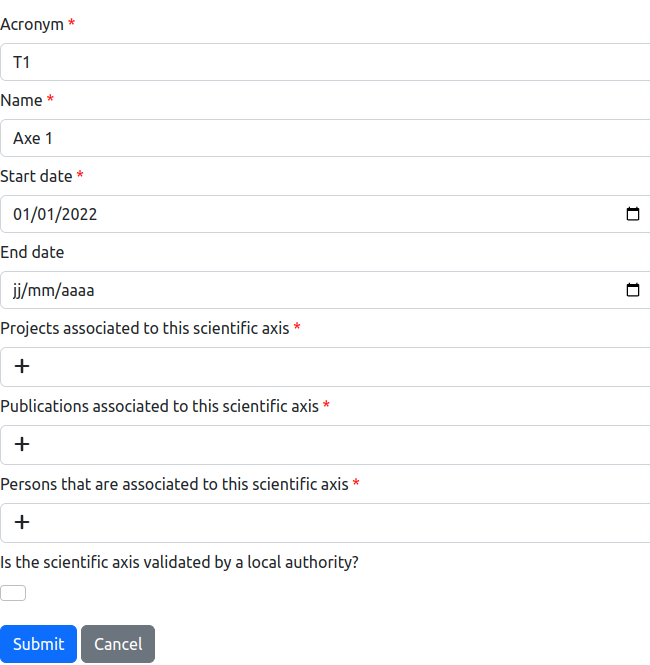 Acronym *
T1
Name *
Axe 1
Start date *
01/01/2022
End date
jj/mm/aaaa
Projects associated to this scientific axis *
+
Publications associated to this scientific axis *
+
Persons that are associated to this scientific axis *
+
Is the scientific axis validated by a local authority?
Submit Cancel